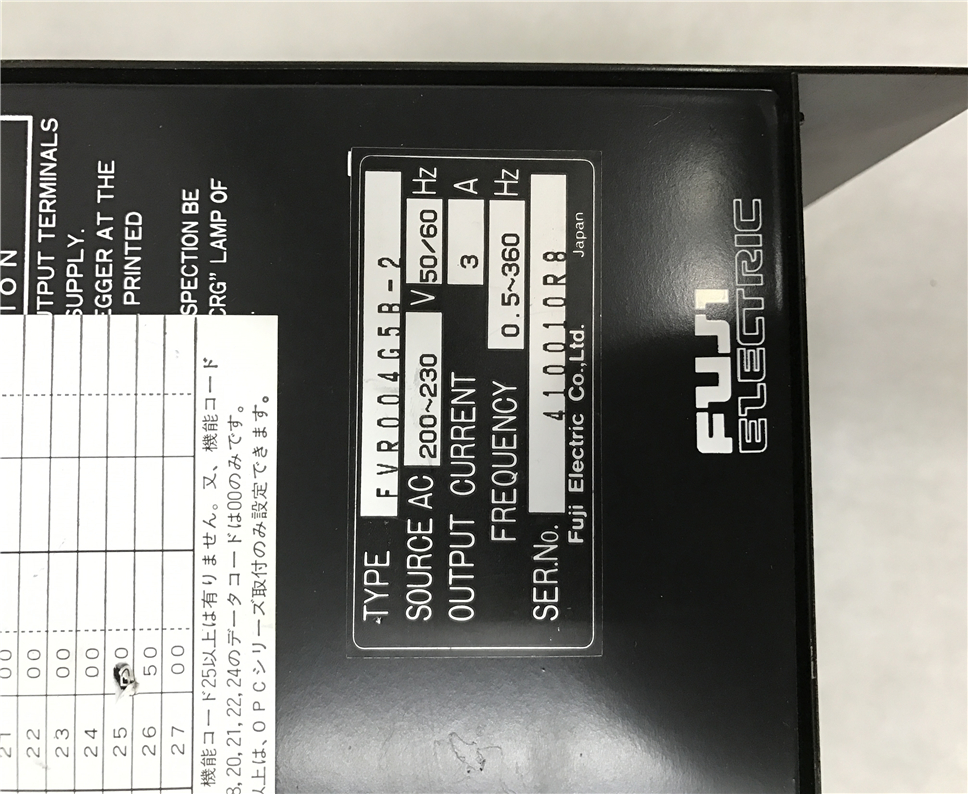 ION
UTPUT TERMINALS
SUPPLY.
EGGER AT THE
PRINTED
SPECTION BE
CRG" LAMP OF
21 00
22 00
23 00
24 00
25
26 50
27 00
機能コード25以上は有りません。又、機能コード
,20,21,22,24のデータコードは00のみです。
以上は、OPCシリーズ取付のみ設定できます。
TYPE FVR004G5B-2
SOURCE AC 200~230 V 50/60 Hz
OUTPUT CURRENT 3 A
FREQUENCY 0.5~360 Hz
SER.No. 410010R8
Fuji Electric Co.,Ltd. Japan
FUJI
ELECTRIC